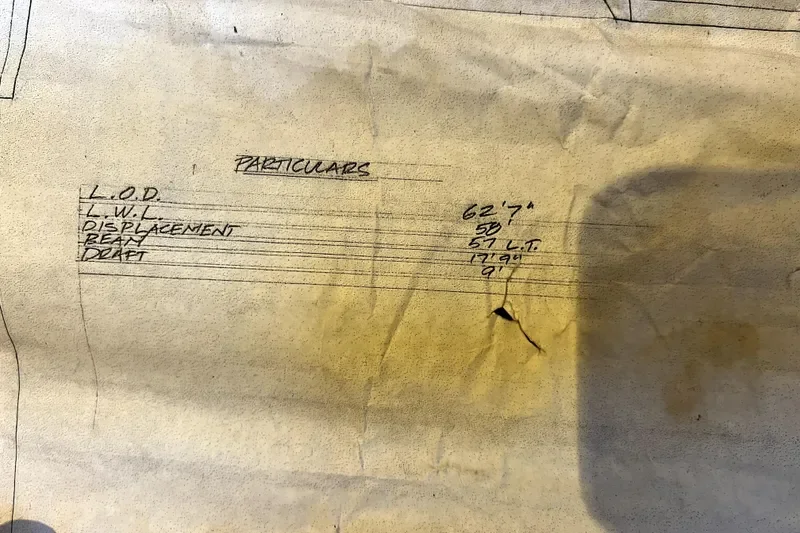 PARTICULARS
L.O.D. 62'7"
L.W.L. 58'
DISPLACEMENT 57 L.T.
BEAM 17'9"
DRAFT 9'